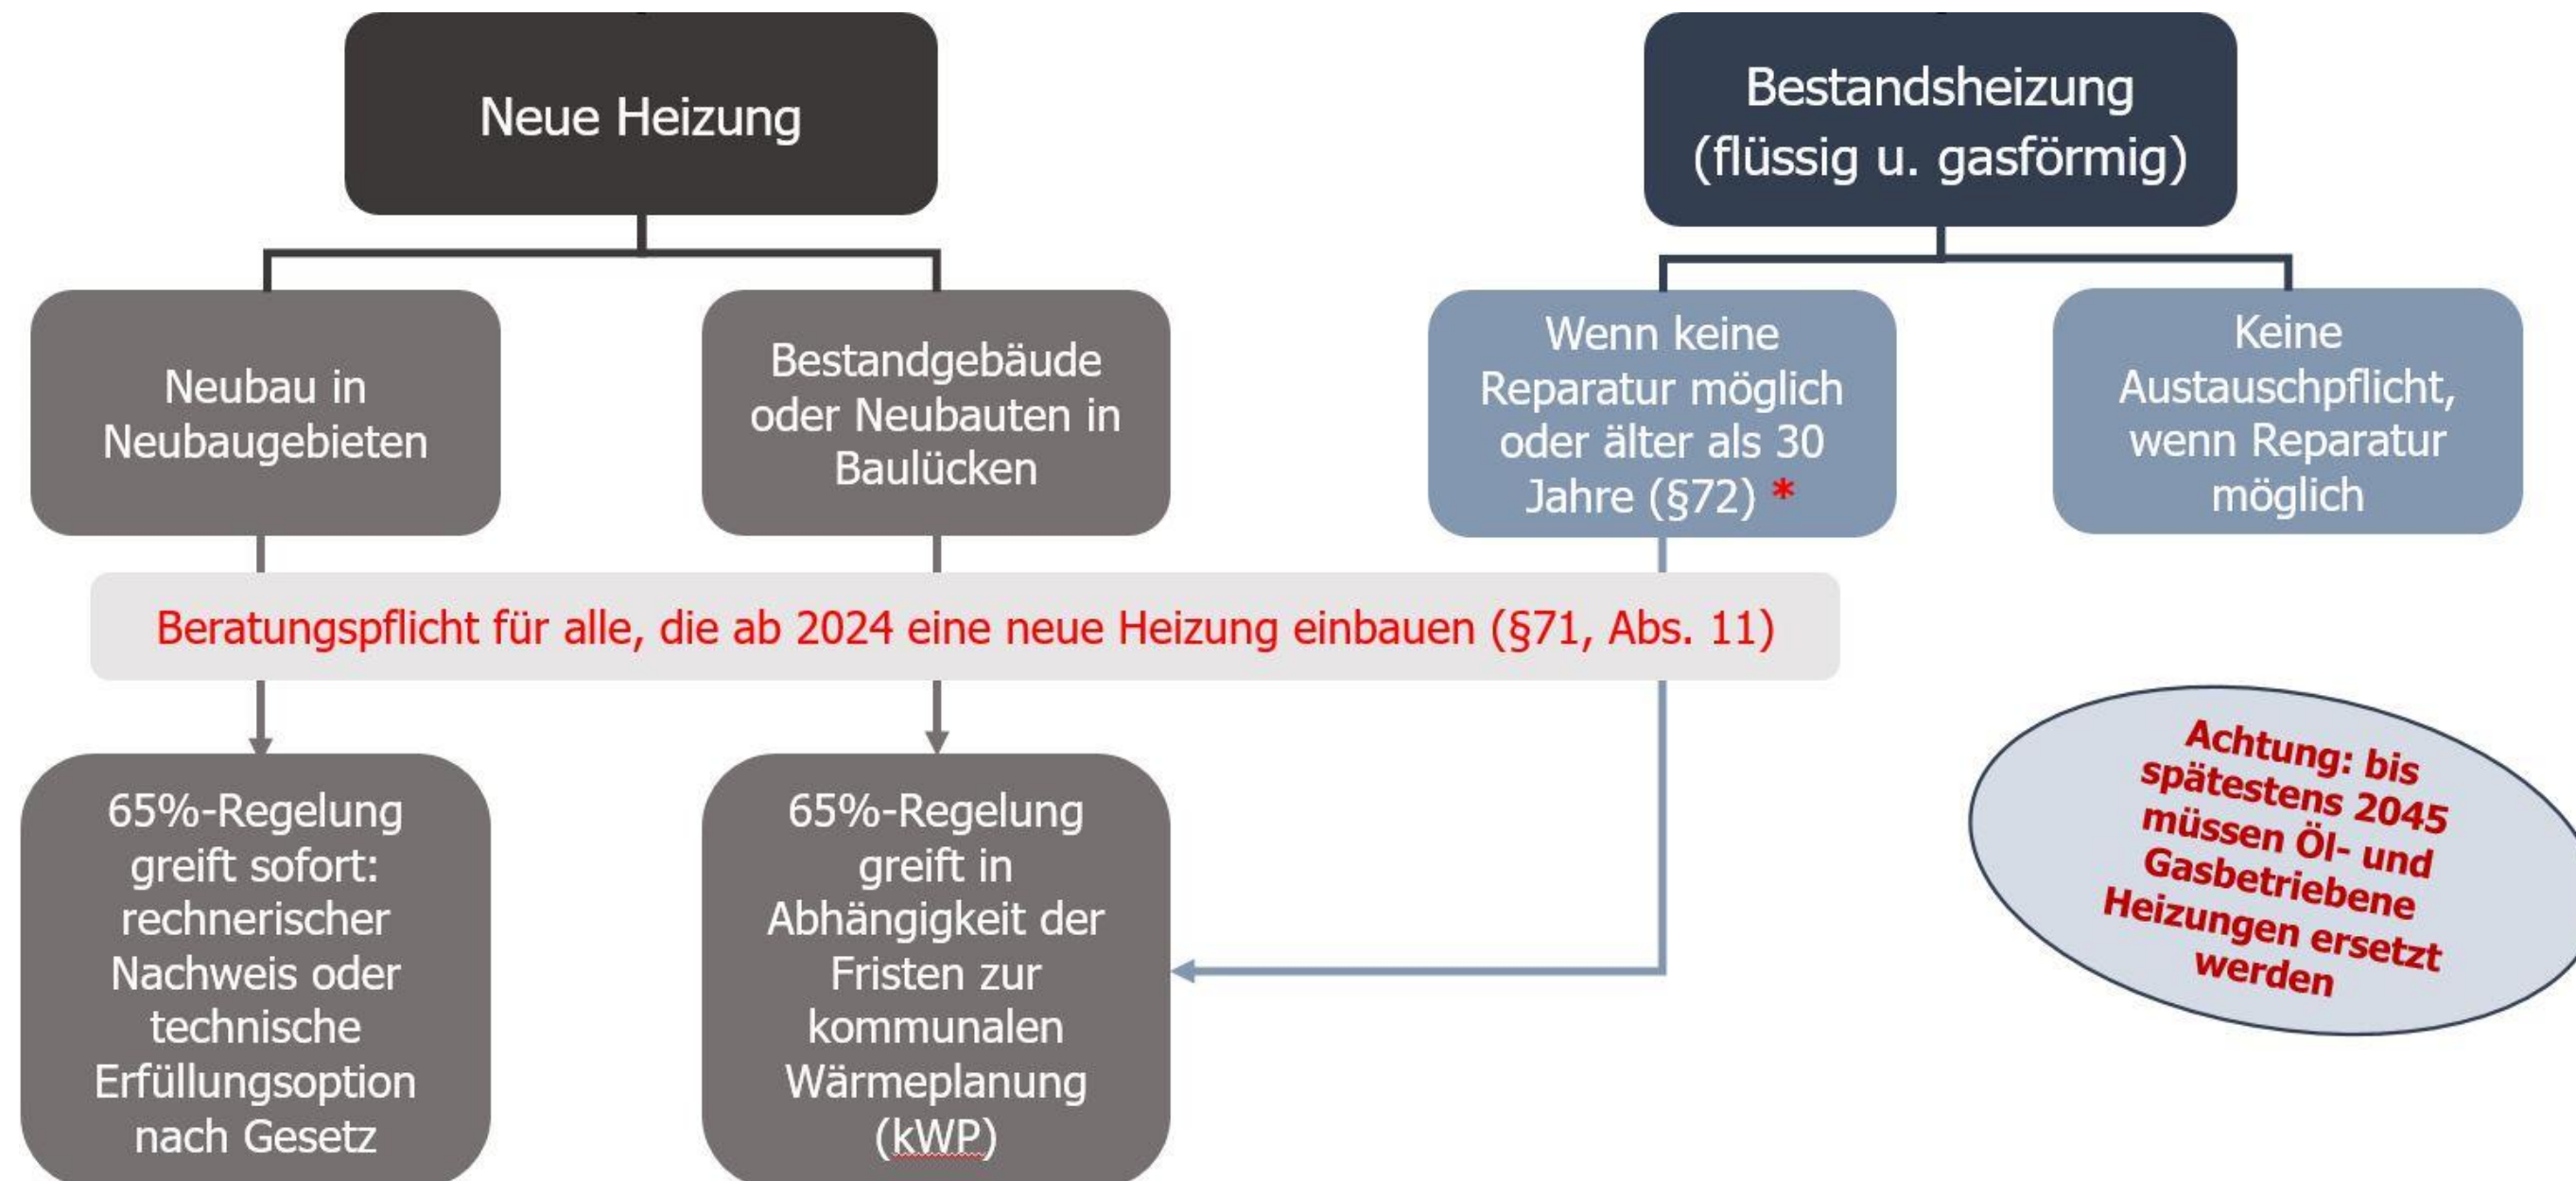 Neue Heizung
Bestandsheizung
(flüssig u. gasförmig)
Neubau in
Neubaugebieten
Bestandgebäude
oder Neubauten in
Baulücken
Wenn keine
Reparatur möglich
oder älter als 30
Jahre (§72) *
Keine
Austauschpflicht,
wenn Reparatur
möglich
Beratungspflicht für alle, die ab 2024 eine neue Heizung einbauen (§71, Abs. 11)
65%-Regelung
greift sofort:
rechnerischer
Nachweis oder
technische
Erfüllungsoption
nach Gesetz
65%-Regelung
greift in
Abhängigkeit der
Fristen zur
kommunalen
Wärmeplanung
(kWP)
Achtung: bis
spätestens 2045
müssen Öl- und
Gasbetriebene
Heizungen ersetzt
werden